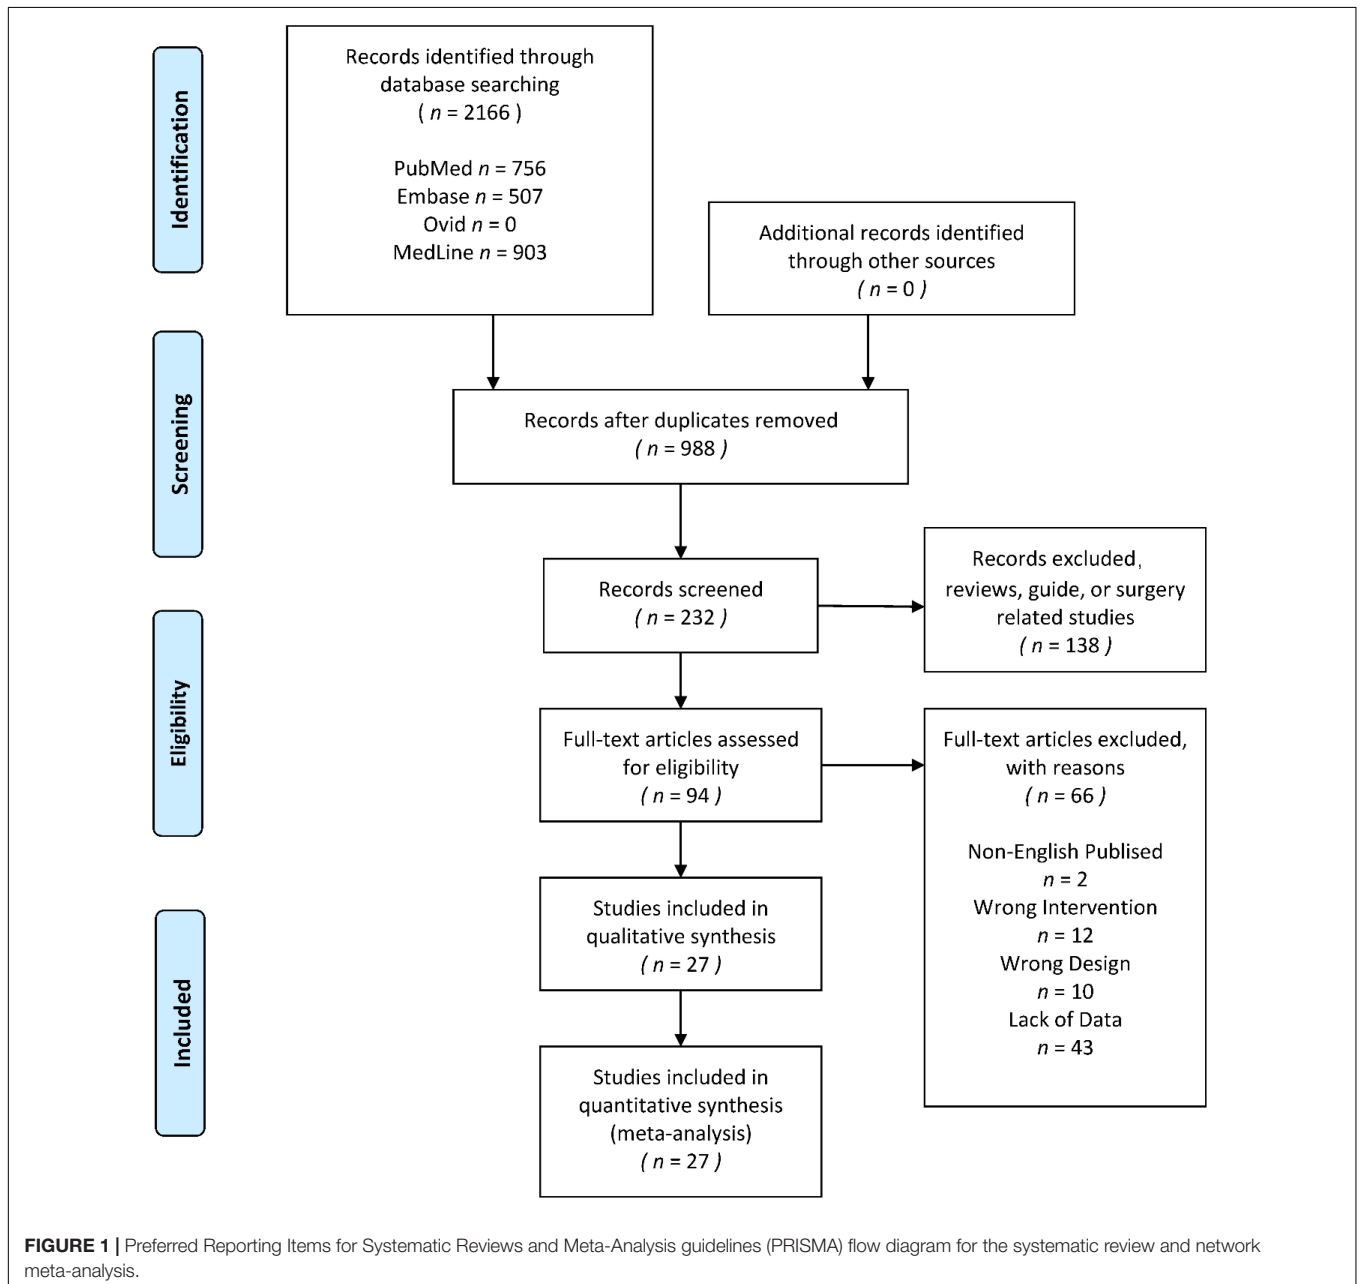 Identification
Records identified through
database searching
( n = 2166 )
PubMed n = 756
Embase n = 507
Ovid n = 0
MedLine n = 903
Additional records identified
through other sources
( n = 0 )
Screening
Records after duplicates removed
( n = 988 )
Records screened
( n = 232 )
Records excluded,
reviews, guide, or surgery
related studies
( n = 138 )
Eligibility
Full-text articles assessed
for eligibility
( n = 94 )
Full-text articles excluded,
with reasons
( n = 66 )
Non-English Publised
n = 2
Wrong Intervention
n = 12
Wrong Design
n = 10
Lack of Data
n = 43
Included
Studies included in
qualitative synthesis
( n = 27 )
Studies included in
quantitative synthesis
(meta-analysis)
( n = 27 )
FIGURE 1 | Preferred Reporting Items for Systematic Reviews and Meta-Analysis guidelines (PRISMA) flow diagram for the systematic review and network
meta-analysis.